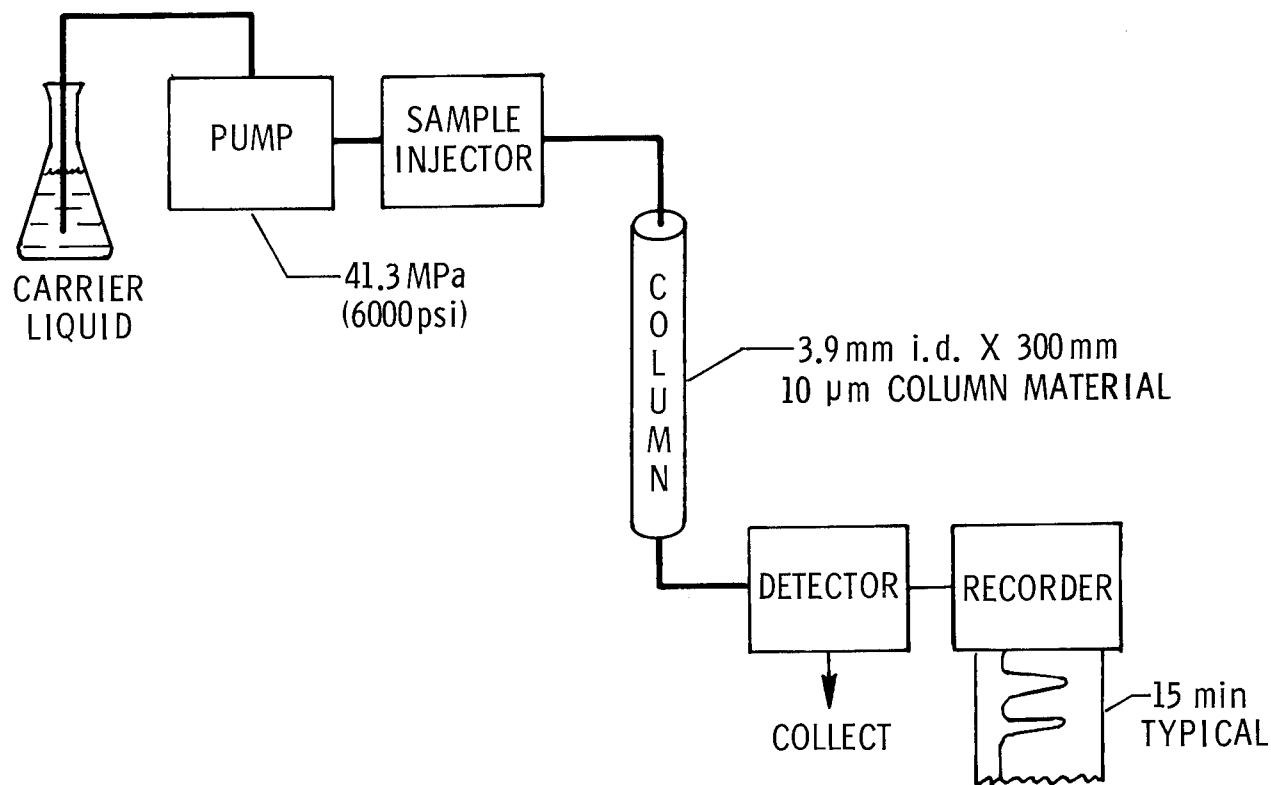 PUMP
SAMPLE
INJECTOR
CARRIER
LIQUID
41.3 MPa
(6000 psi)
COLUMN
3.9 mm i.d. X 300 mm
10 µm COLUMN MATERIAL
DETECTOR
RECORDER
COLLECT
15 min
TYPICAL